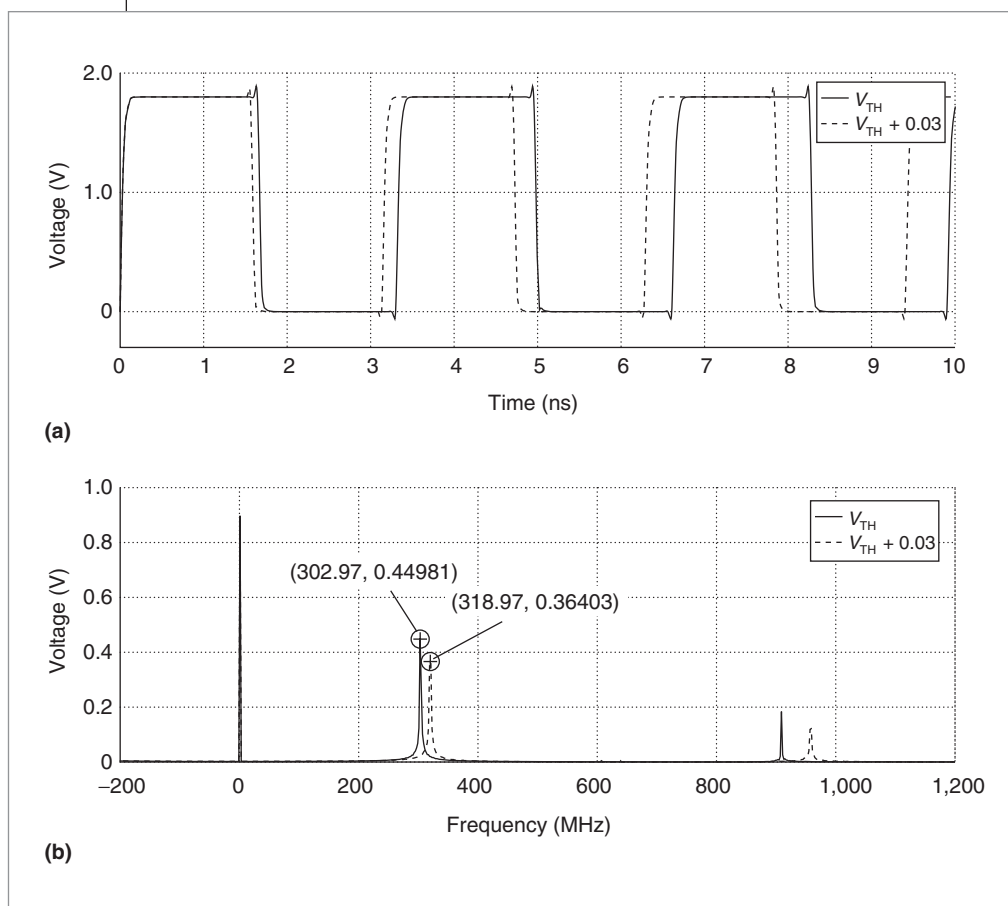 2.0
1.0
0
Voltage (V)
V_TH
V_TH + 0.03
0 1 2 3 4 5 6 7 8 9 10
Time (ns)
(a)
1.0
0.8
0.6
0.4
0.2
0
Voltage (V)
V_TH
V_TH + 0.03
(302.97, 0.44981)
(318.97, 0.36403)
–200 0 200 400 600 800 1,000 1,200
Frequency (MHz)
(b)